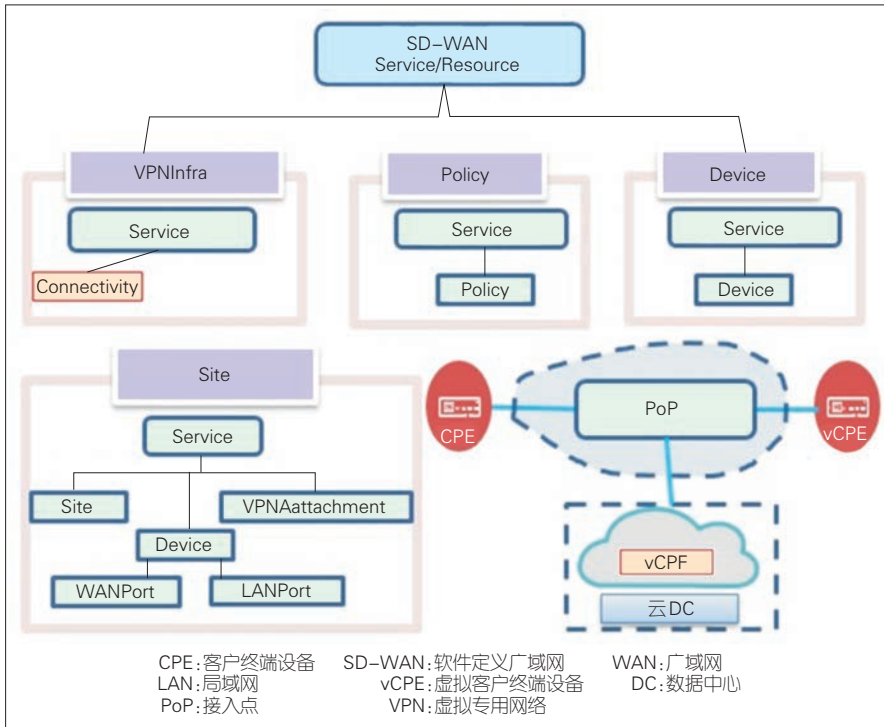 SD-WAN
Service/Resource
VPNInfra
Policy
Device
Service
Service
Service
Connectivity
Policy
Device
Site
Service
Site
VPNAattachment
Device
WANPort
LANPort
CPE
PoP
vCPE
vCPF
云DC
CPE:客户终端设备 SD-WAN:软件定义广域网 WAN:广域网
LAN:局域网 vCPE:虚拟客户终端设备 DC:数据中心
PoP:接入点 VPN:虚拟专用网络